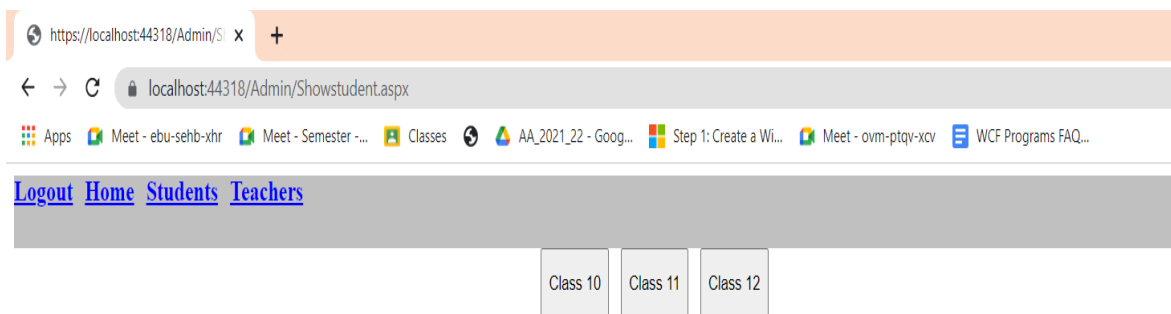 https://localhost:44318/Admin/S
localhost:44318/Admin/Showstudent.aspx
Apps Meet - ebu-sehb-xhr Meet - Semester -... Classes AA_2021_22 - Goog... Step 1: Create a Wi... Meet - ovm-ptqv-xcv WCF Programs FAQ...
Logout Home Students Teachers
Class 10 Class 11 Class 12